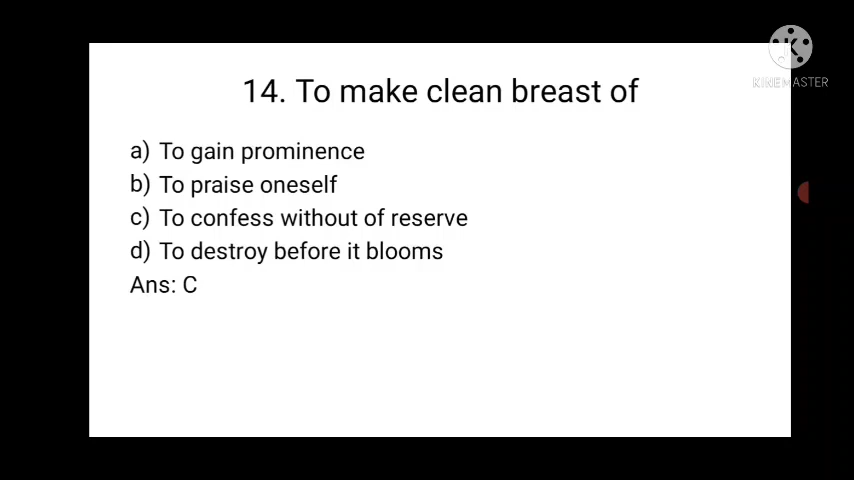 KINEMASTER
14. To make clean breast of
a) To gain prominence
b) To praise oneself
c) To confess without of reserve
d) To destroy before it blooms
Ans: C